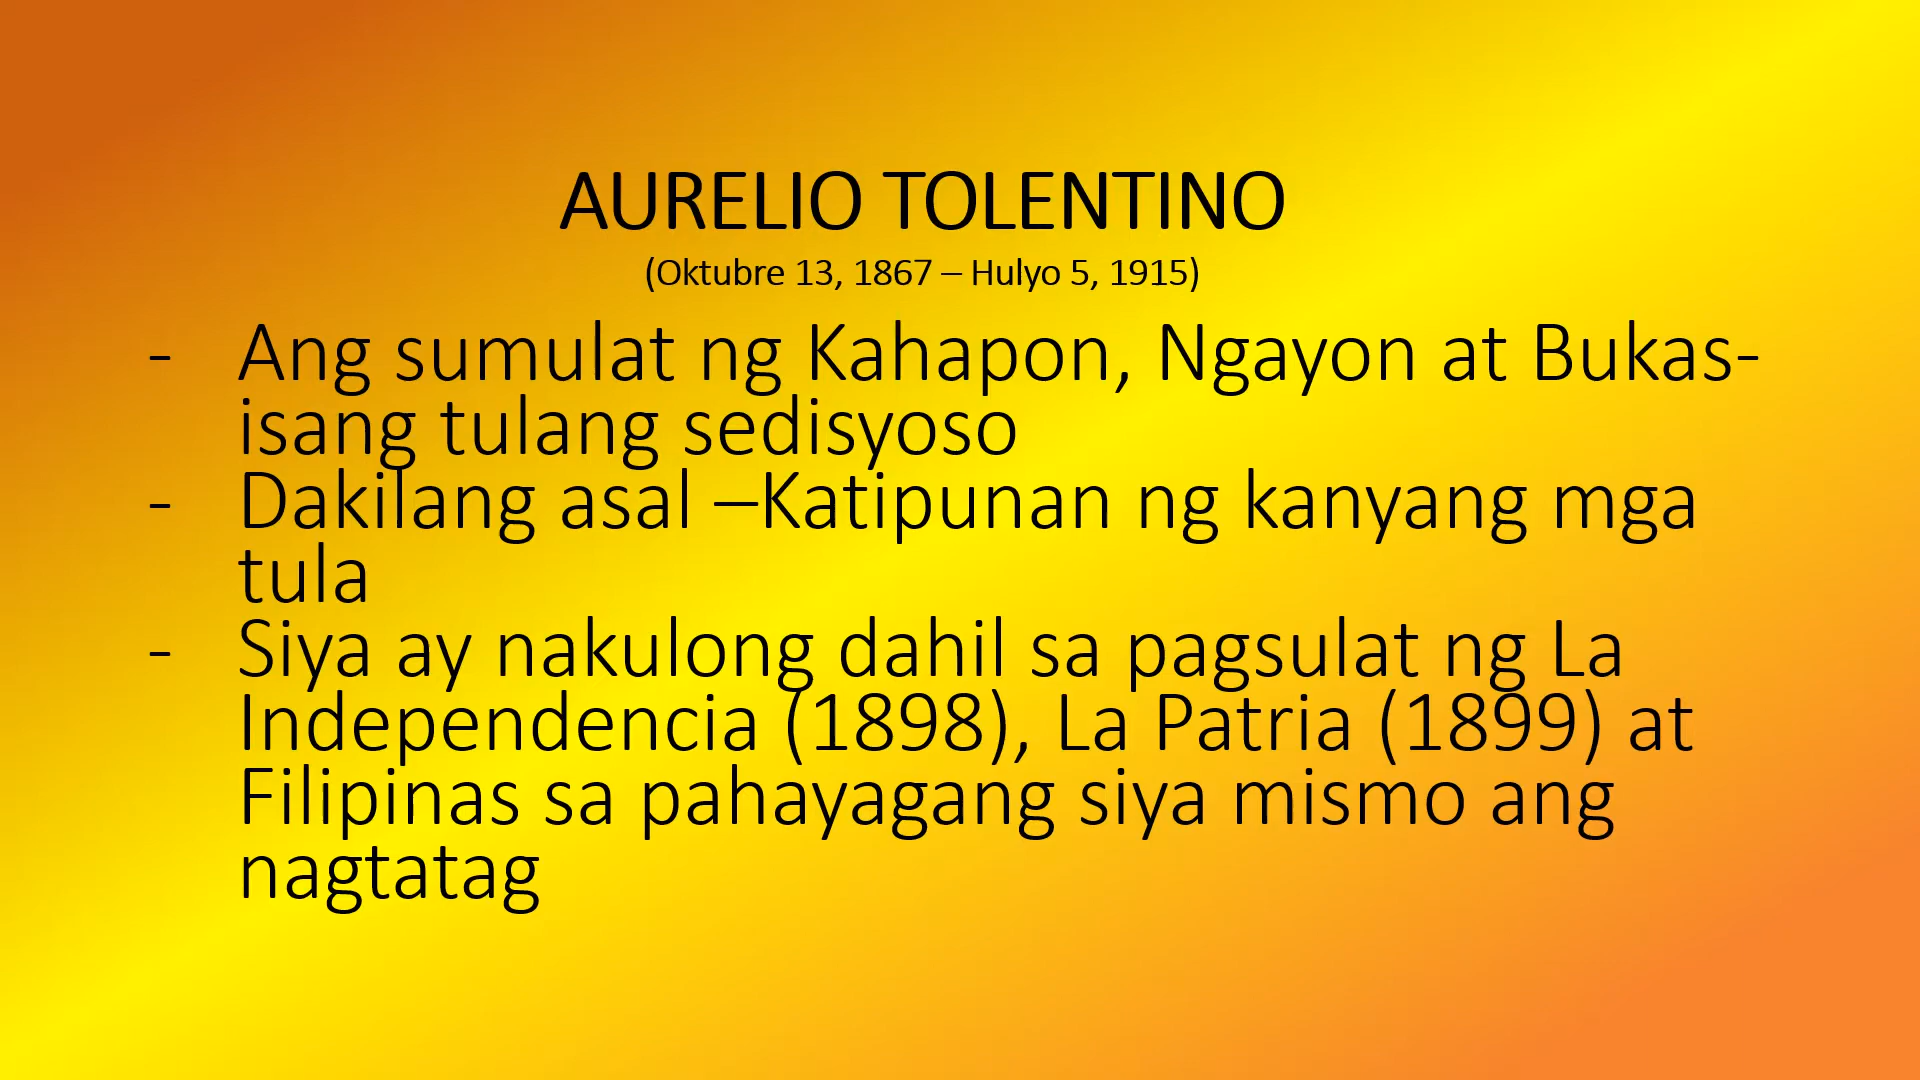 AURELIO TOLENTINO
(Oktubre 13, 1867 – Hulyo 5, 1915)
- Ang sumulat ng Kahapon, Ngayon at Bukas-
isang tulang sedisyoso
- Dakilang asal –Katipunan ng kanyang mga
tula
- Siya ay nakulong dahil sa pagsulat ng La
Independencia (1898), La Patria (1899) at
Filipinas sa pahayagang siya mismo ang
nagtatag